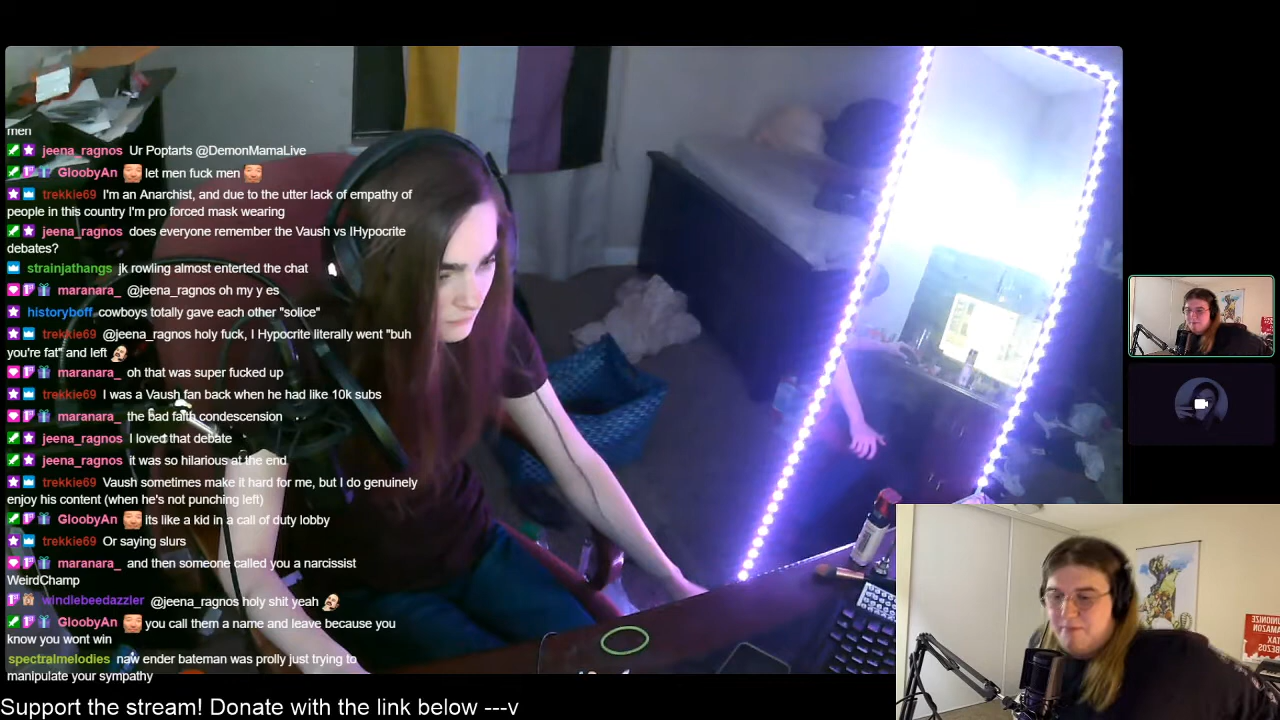 men
jeena_ragnos Ur Poptarts @DemonMamaLive
GloobyAn let men fuck men
trekkie69 I'm an Anarchist, and due to the utter lack of empathy of
people in this country I'm pro forced mask wearing
jeena_ragnos does everyone remember the Vaush vs IHypocrite
debates?
strainjathangs jk rowling almost enterted the chat
maranara_ @jeena_ragnos oh my y es
historyboff cowboys totally gave each other "solice"
trekkie69 @jeena_ragnos holy fuck, I Hypocrite literally went "buh
you're fat" and left
maranara_ oh that was super fucked up
trekkie69 I was a Vaush fan back when he had like 10k subs
maranara_ the bad faith condescension
jeena_ragnos I loved that debate
jeena_ragnos it was so hilarious at the end
trekkie69 Vaush sometimes make it hard for me, but I do genuinely
enjoy his content (when he's not punching left)
GloobyAn its like a kid in a call of duty lobby
trekkie69 Or saying slurs
maranara_ and then someone called you a narcissist
WeirdChamp
windiebeedazzler @jeena_ragnos holy shit yeah
GloobyAn you call them a name and leave because you
know you wont win
spectralmelodies naw ender bateman was prolly just trying to
manipulate your sympathy
Support the stream! Donate with the link below ---v
UNIONIZE
AMAZON
TAX
BEZOS